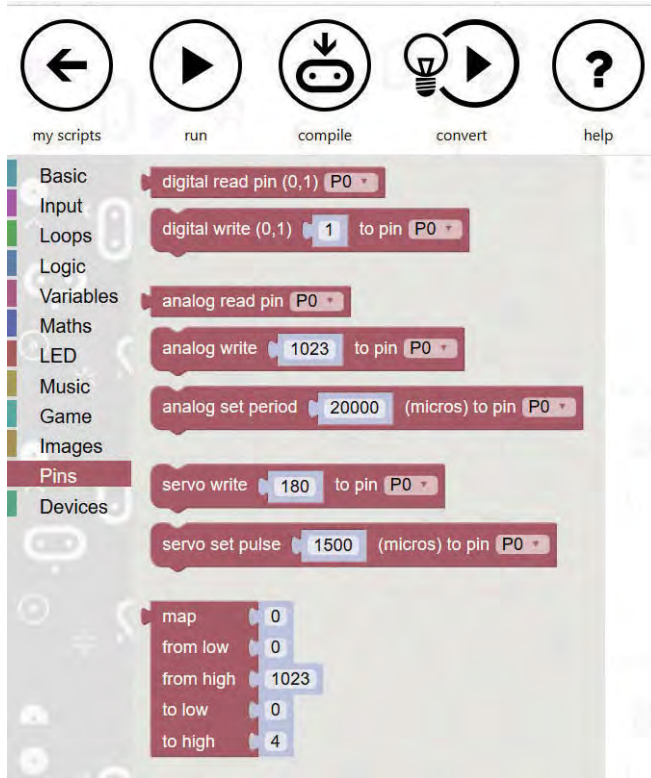 my scripts run compile convert help
Basic
Input
Loops
Logic
Variables
Maths
LED
Music
Game
Images
Pins
Devices
digital read pin (0,1) P0
digital write (0,1) 1 to pin P0
analog read pin P0
analog write 1023 to pin P0
analog set period 20000 (micros) to pin P0
servo write 180 to pin P0
servo set pulse 1500 (micros) to pin P0
map 0
from low 0
from high 1023
to low 0
to high 4